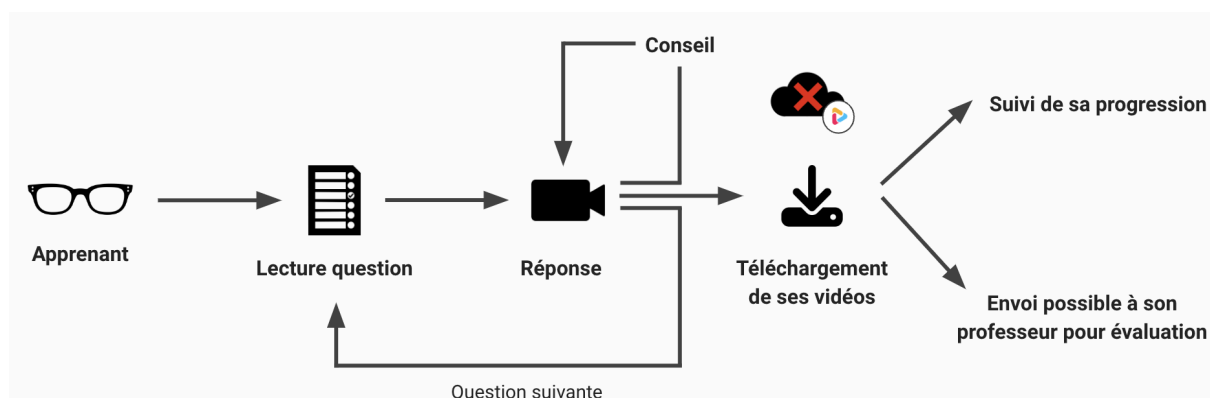 Conseil
Suivi de sa progression
Apprenant
Lecture question
Réponse
Téléchargement
de ses vidéos
Envoi possible à son
professeur pour évaluation
Question suivante